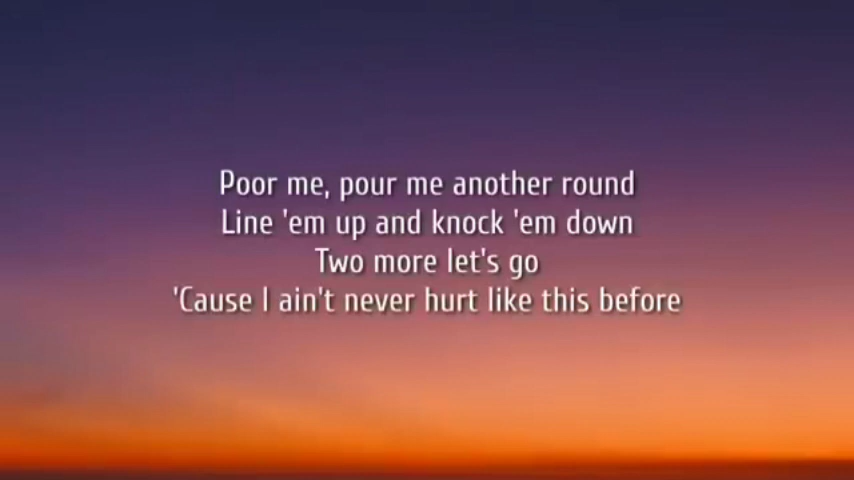 Poor me, pour me another round
Line 'em up and knock 'em down
Two more let's go
'Cause I ain't never hurt like this before